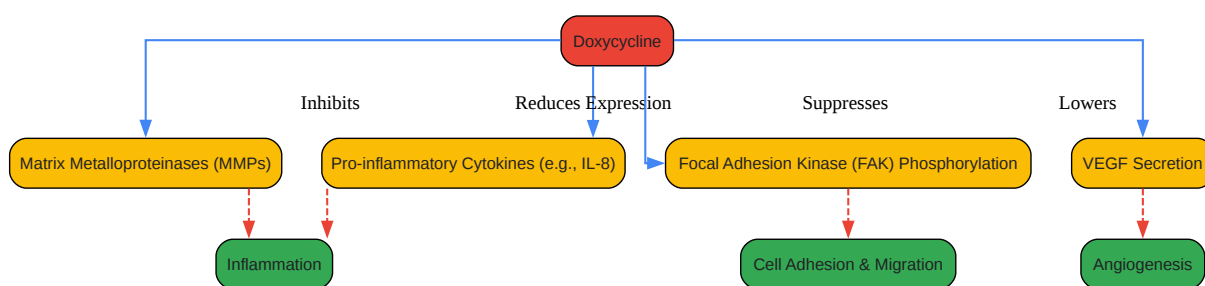 Doxycycline
Inhibits
Reduces Expression
Suppresses
Lowers
Matrix Metalloproteinases (MMPs)
Pro-inflammatory Cytokines (e.g., IL-8)
Focal Adhesion Kinase (FAK) Phosphorylation
VEGF Secretion
Inflammation
Cell Adhesion & Migration
Angiogenesis